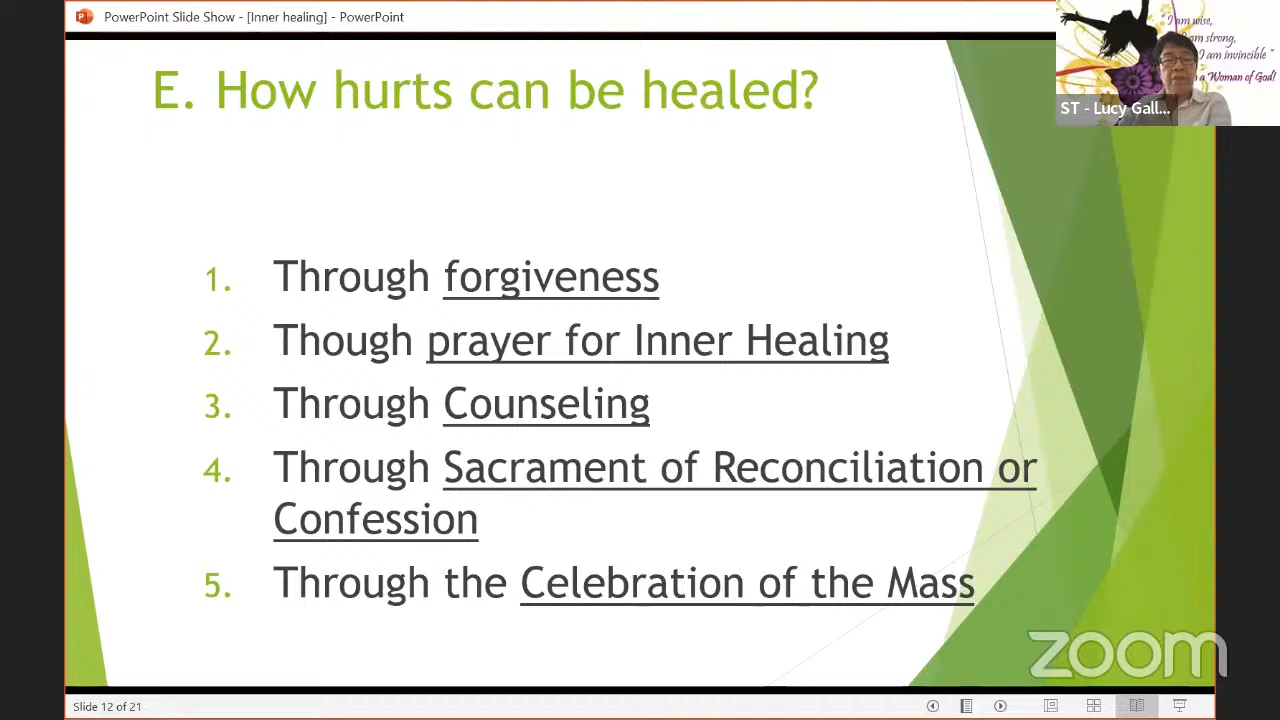 PowerPoint Slide Show - [Inner healing] - PowerPoint
"I am wise,
am strong,
I am invincible"
a Woman of God!
ST - Lucy Gall...
E. How hurts can be healed?
1. Through forgiveness
2. Though prayer for Inner Healing
3. Through Counseling
4. Through Sacrament of Reconciliation or
Confession
5. Through the Celebration of the Mass
zoom
Slide 12 of 21